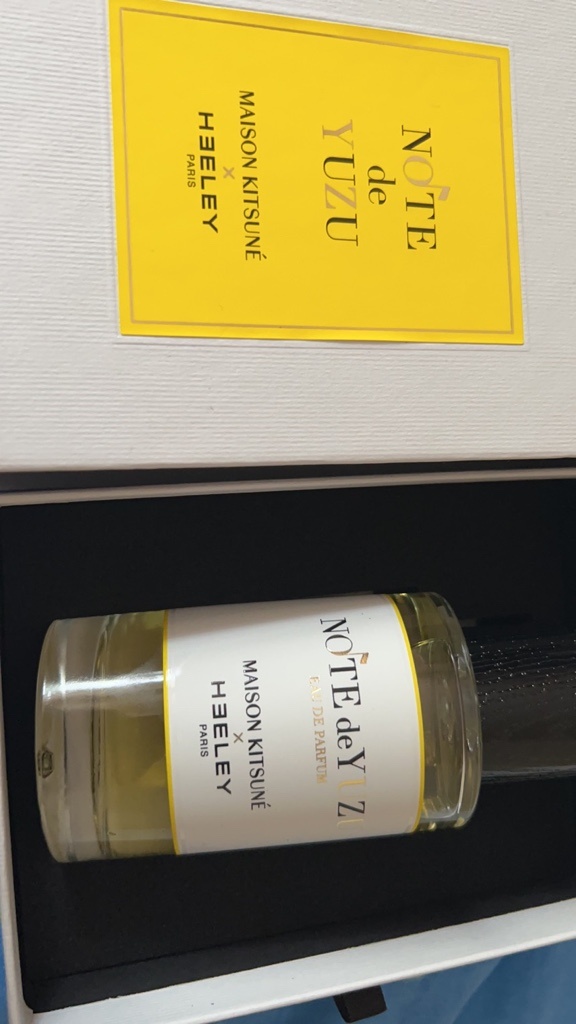 NOTE
de
YUZU
MAISON KITSUNÉ
×
HEELEY
PARIS
NOTE de YUZU
EAU DE PARFUM
MAISON KITSUNÉ
×
HEELEY
PARIS